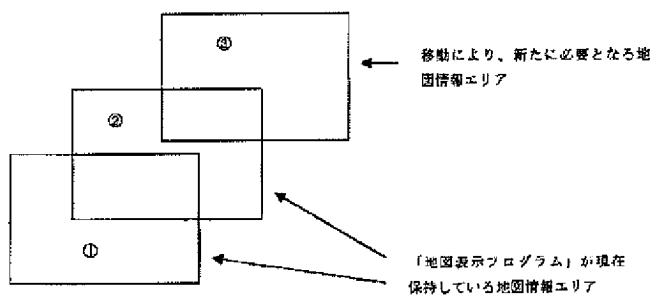 ③
移動により、新たに必要となる地
図情報エリア
②
①
「地図表示プログラム」が現在
保持している地図情報エリア